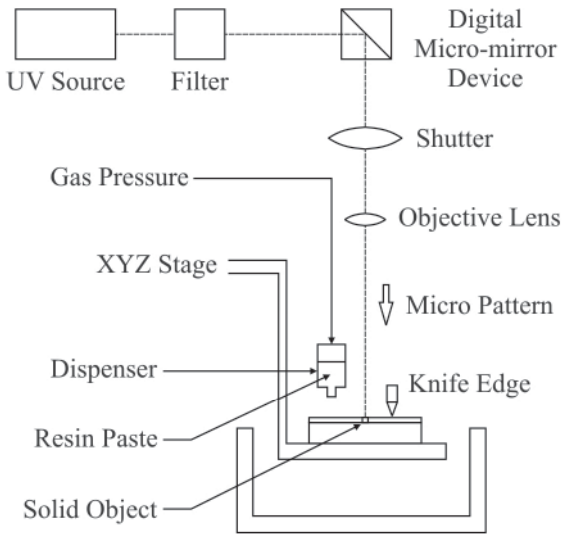 UV Source
Filter
Digital
Micro-mirror
Device
Shutter
Gas Pressure
Objective Lens
XYZ Stage
Micro Pattern
Dispenser
Knife Edge
Resin Paste
Solid Object